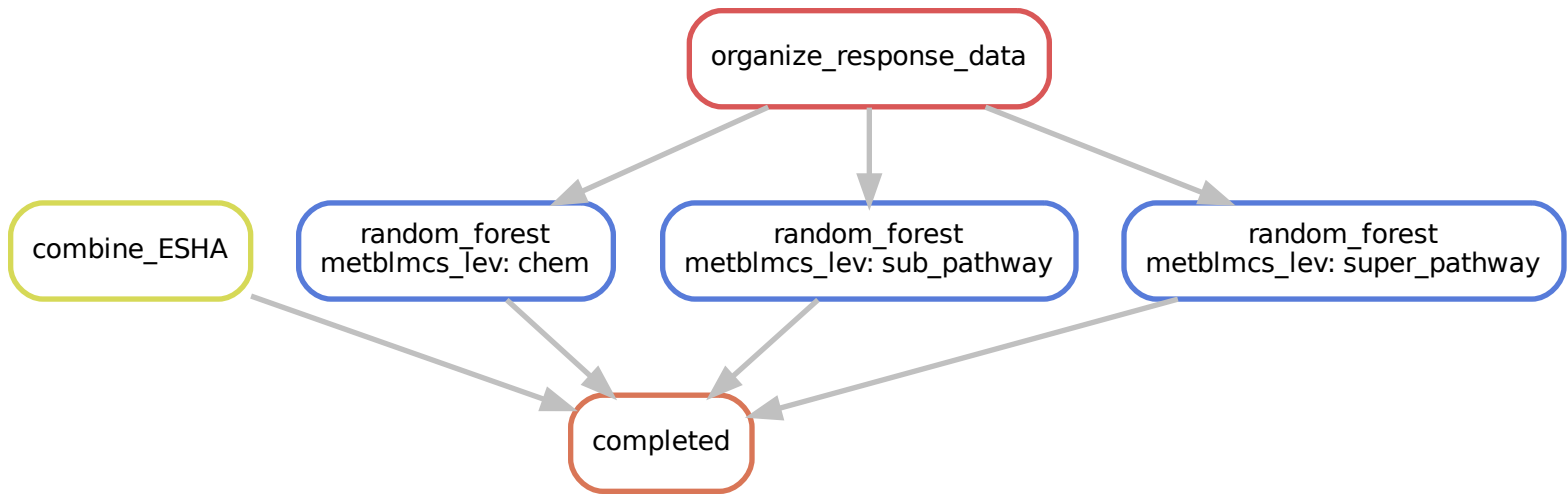 organize_response_data
combine_ESHA
random_forest
metblmcs_lev: chem
random_forest
metblmcs_lev: sub_pathway
random_forest
metblmcs_lev: super_pathway
completed